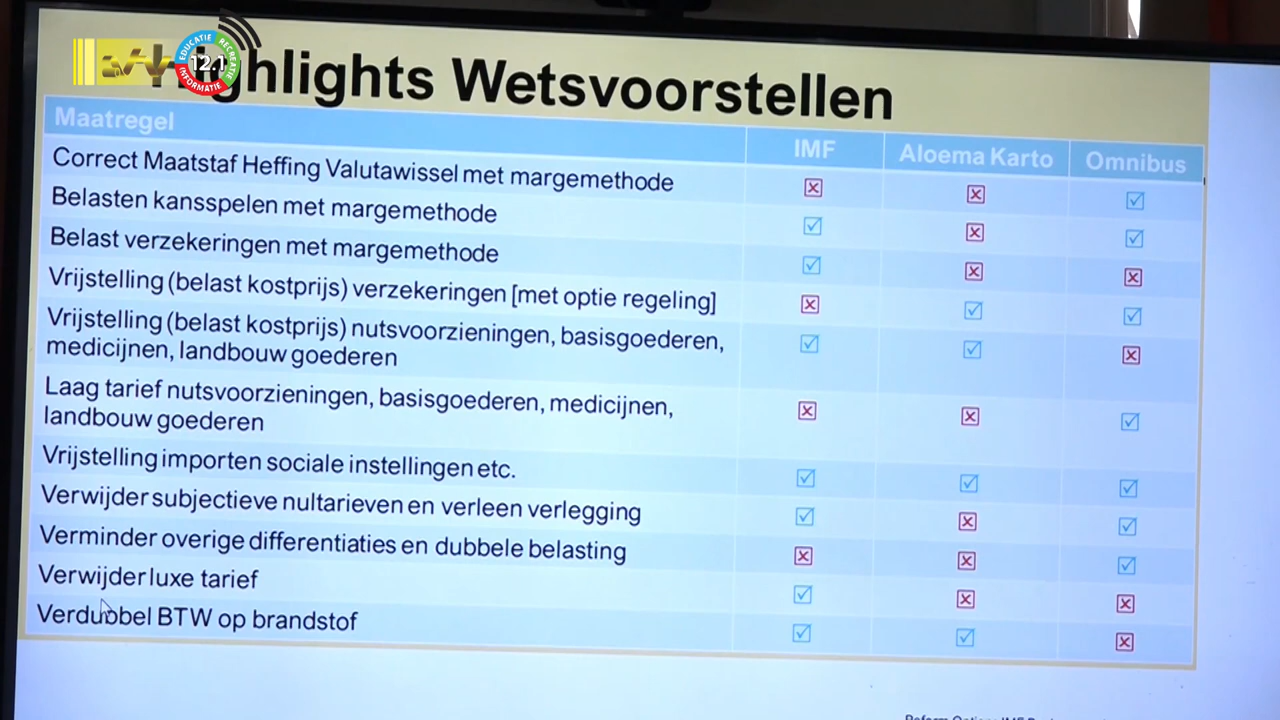 EDUCATIE
RECREATIE
INFORMATIE
12.1
Highlights Wetsvoorstellen
Maatregel IMF Aloema Karto Omnibus
Correct Maatstaf Heffing Valutawissel met margemethode ☒ ☒ ☑
Belasten kansspelen met margemethode ☑ ☒ ☑
Belast verzekeringen met margemethode ☑ ☒ ☒
Vrijstelling (belast kostprijs) verzekeringen [met optie regeling] ☒ ☑ ☑
Vrijstelling (belast kostprijs) nutsvoorzieningen, basisgoederen,
medicijnen, landbouw goederen ☑ ☑ ☒
Laag tarief nutsvoorzieningen, basisgoederen, medicijnen,
landbouw goederen ☒ ☒ ☑
Vrijstelling importen sociale instellingen etc. ☑ ☑ ☑
Verwijder subjectieve nultarieven en verleen verlegging ☑ ☒ ☑
Verminder overige differentiaties en dubbele belasting ☒ ☒ ☑
Verwijder luxe tarief ☑ ☒ ☒
Verdubbel BTW op brandstof ☑ ☑ ☒